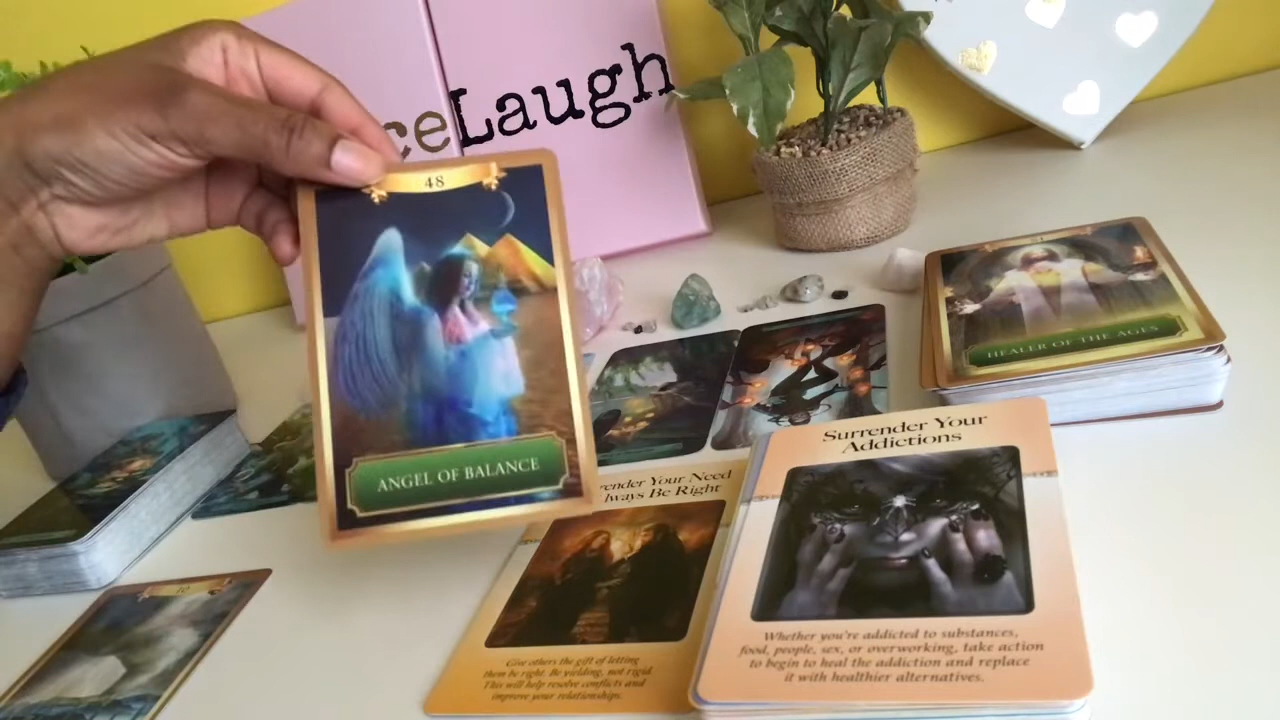 ce
Laugh
48
ANGEL OF BALANCE
HEALER OF THE AGES
Surrender Your
Addictions
Whether you're addicted to substances,
food, people, sex, or overworking, take action
to begin to heal the addiction and replace
it with healthier alternatives.
render Your Need
lways Be Right
Give others the gift of letting
them be right. Be yielding, not rigid.
This will help resolve conflicts and
improve your relationships.